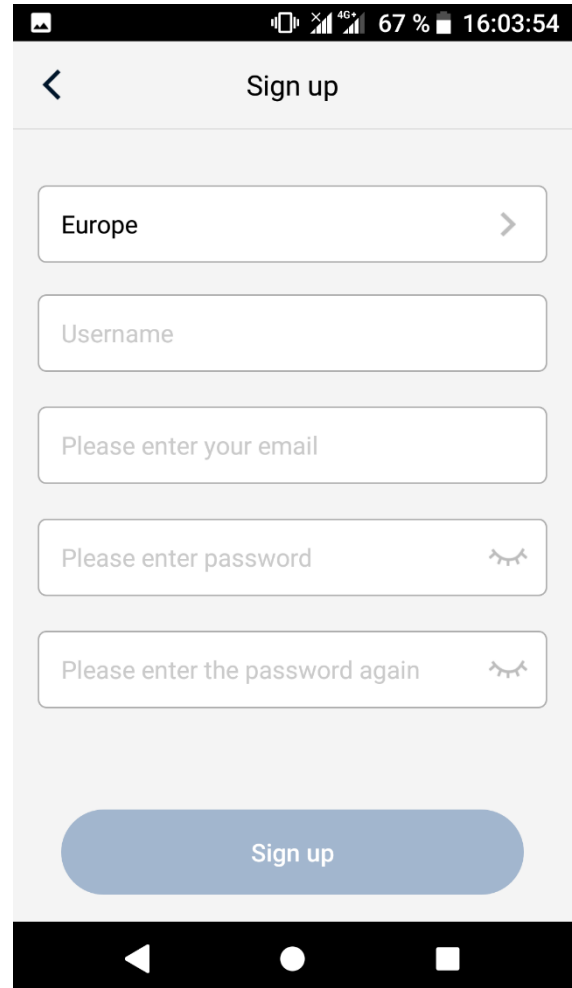 4G+ 67 % 16:03:54
Sign up
Europe
Username
Please enter your email
Please enter password
Please enter the password again
Sign up